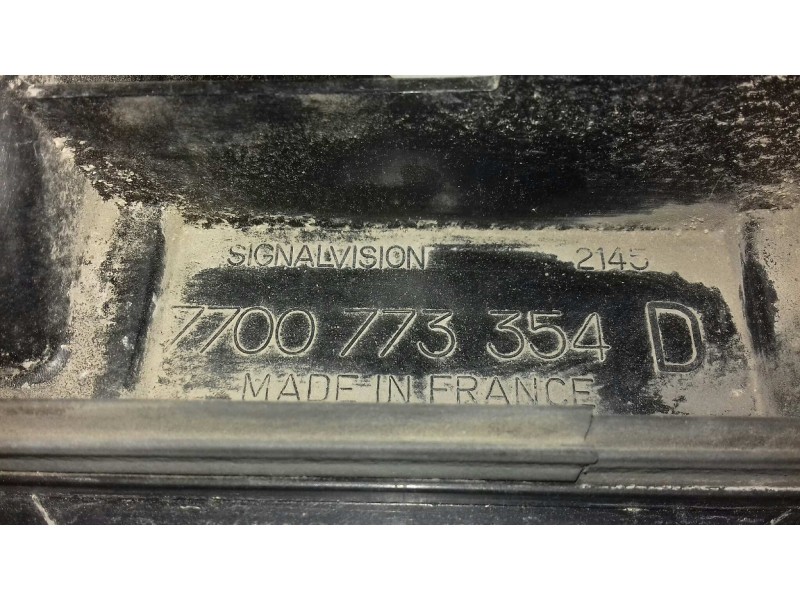 SIGNALVISION 2145
7700 773 354 D
MADE IN FRANCE